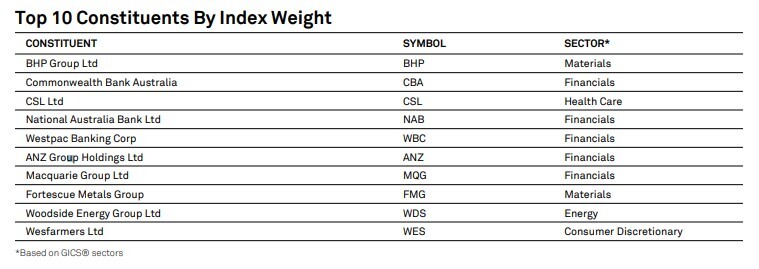 Top 10 Constituents By Index Weight
CONSTITUENT SYMBOL SECTOR*
BHP Group Ltd BHP Materials
Commonwealth Bank Australia CBA Financials
CSL Ltd CSL Health Care
National Australia Bank Ltd NAB Financials
Westpac Banking Corp WBC Financials
ANZ Group Holdings Ltd ANZ Financials
Macquarie Group Ltd MQG Financials
Fortescue Metals Group FMG Materials
Woodside Energy Group Ltd WDS Energy
Wesfarmers Ltd WES Consumer Discretionary
*Based on GICS® sectors